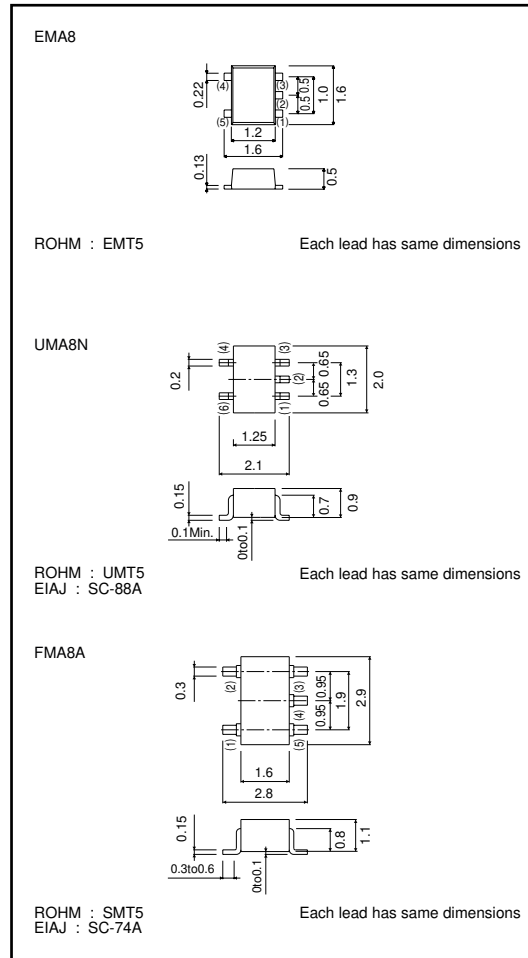 EMA8
0.22
(4)
(3)
(2)
(5)
(1)
0.5
0.5
1.0
1.6
1.2
1.6
0.13
0.5
ROHM : EMT5
Each lead has same dimensions
UMA8N
(4)
(3)
0.2
(2)
(6)
(1)
0.65
0.65
1.3
2.0
1.25
2.1
0.15
0.1Min.
0to0.1
0.7
0.9
ROHM : UMT5
Each lead has same dimensions
EIAJ : SC-88A
FMA8A
0.3
(2)
(3)
(4)
(1)
(5)
0.95
0.95
1.9
2.9
1.6
2.8
0.15
0.3to0.6
0to0.1
0.8
1.1
ROHM : SMT5
Each lead has same dimensions
EIAJ : SC-74A